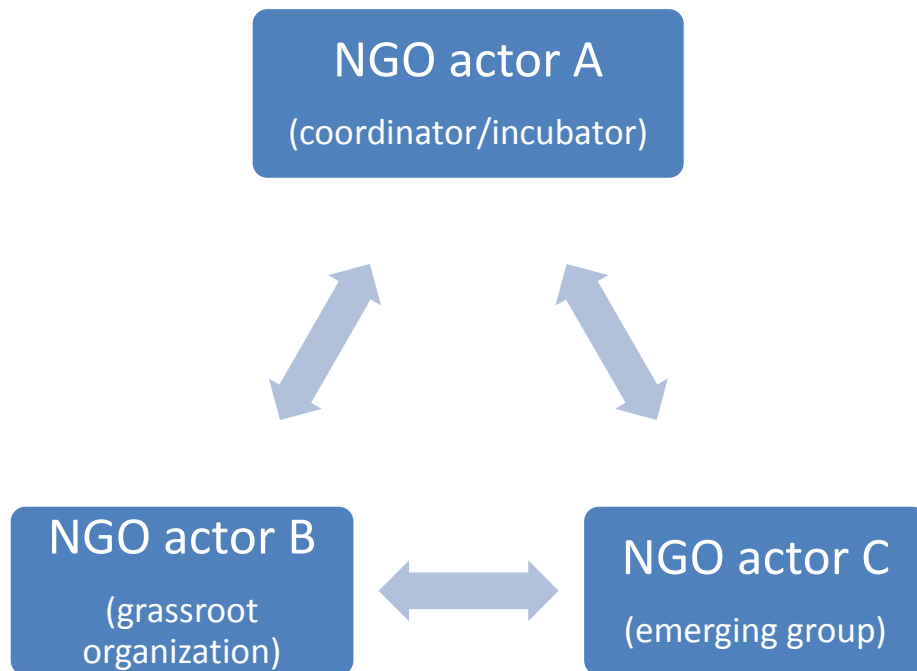 NGO actor A
(coordinator/incubator)
NGO actor B
(grassroot
organization)
NGO actor C
(emerging group)